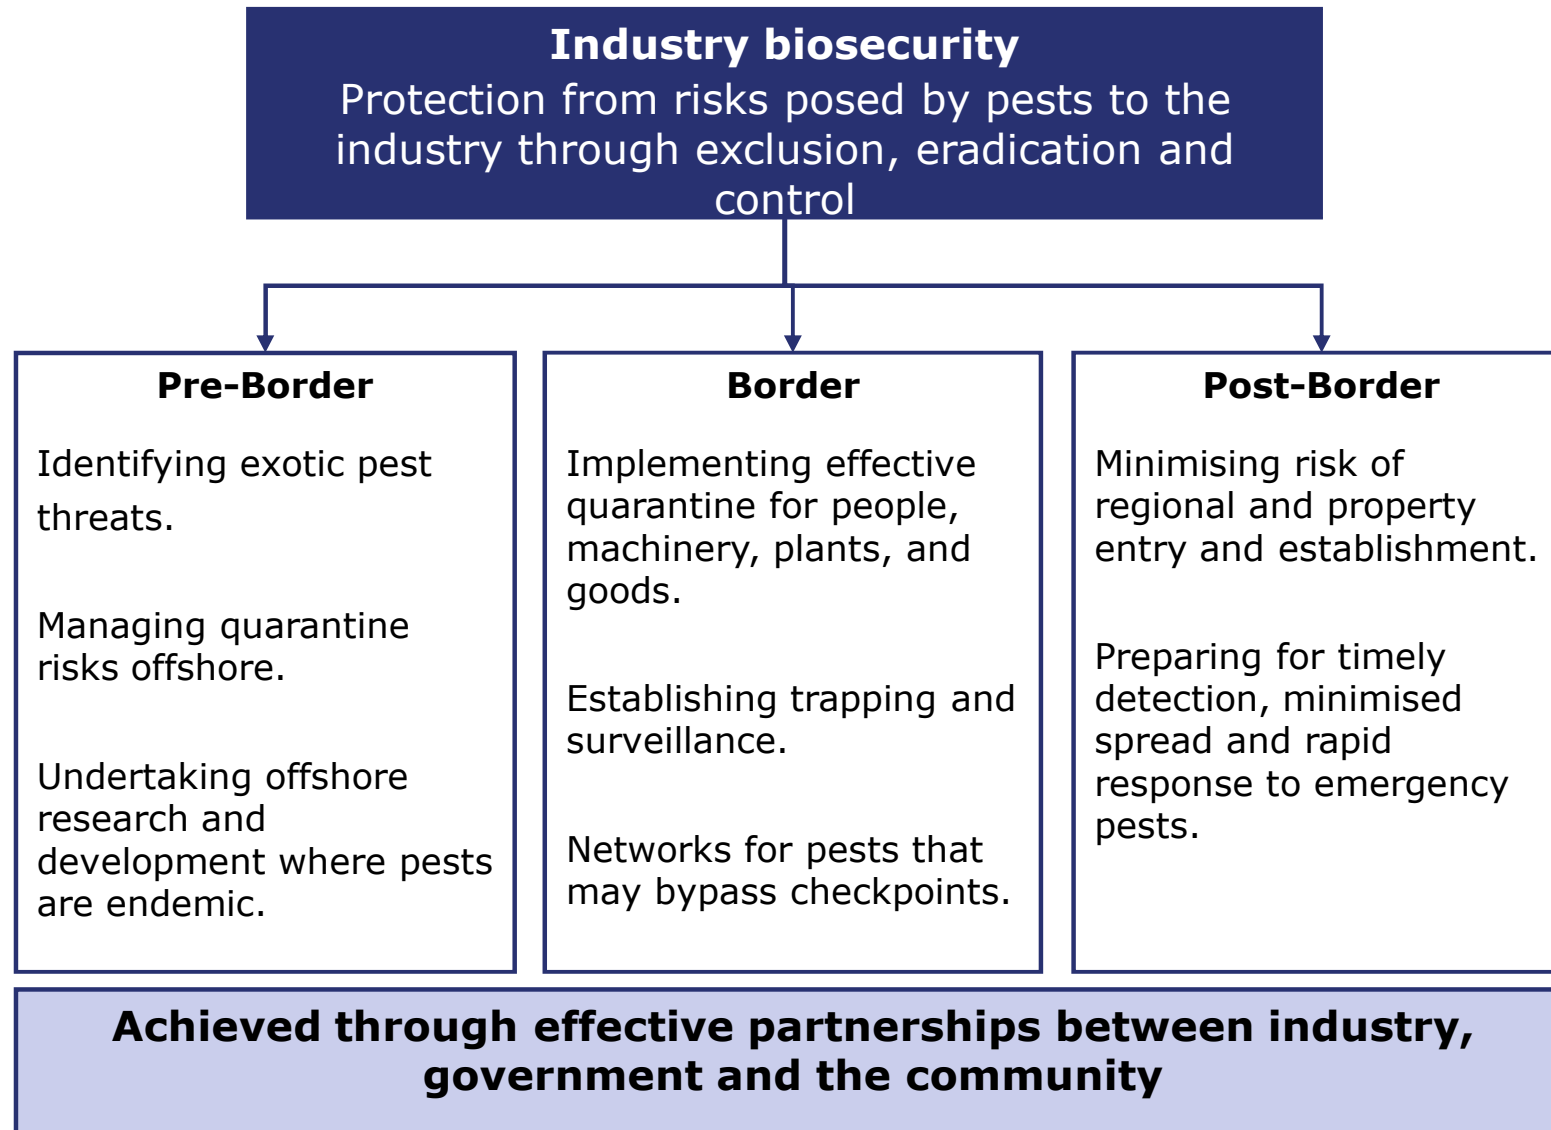 Industry biosecurity
Protection from risks posed by pests to the
industry through exclusion, eradication and
control
Pre-Border
Identifying exotic pest
threats.
Managing quarantine
risks offshore.
Undertaking offshore
research and
development where pests
are endemic.
Border
Implementing effective
quarantine for people,
machinery, plants, and
goods.
Establishing trapping and
surveillance.
Networks for pests that
may bypass checkpoints.
Post-Border
Minimising risk of
regional and property
entry and establishment.
Preparing for timely
detection, minimised
spread and rapid
response to emergency
pests.
Achieved through effective partnerships between industry,
government and the community